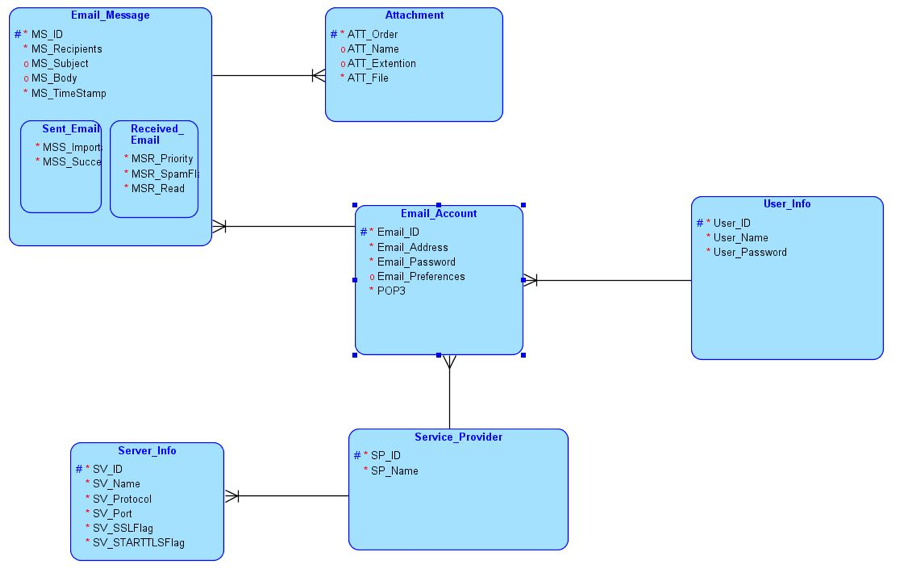 Email_Message
#* MS_ID
* MS_Recipients
o MS_Subject
o MS_Body
* MS_TimeStamp
Sent_Email
* MSS_Import
* MSS_Succe
Received_
Email
* MSR_Priority
* MSR_SpamFl
* MSR_Read
Attachment
#* ATT_Order
o ATT_Name
o ATT_Extention
* ATT_File
Email_Account
#* Email_ID
* Email_Address
* Email_Password
o Email_Preferences
* POP3
User_Info
#* User_ID
* User_Name
* User_Password
Service_Provider
#* SP_ID
* SP_Name
Server_Info
#* SV_ID
* SV_Name
* SV_Protocol
* SV_Port
* SV_SSLFlag
* SV_STARTTLSFlag